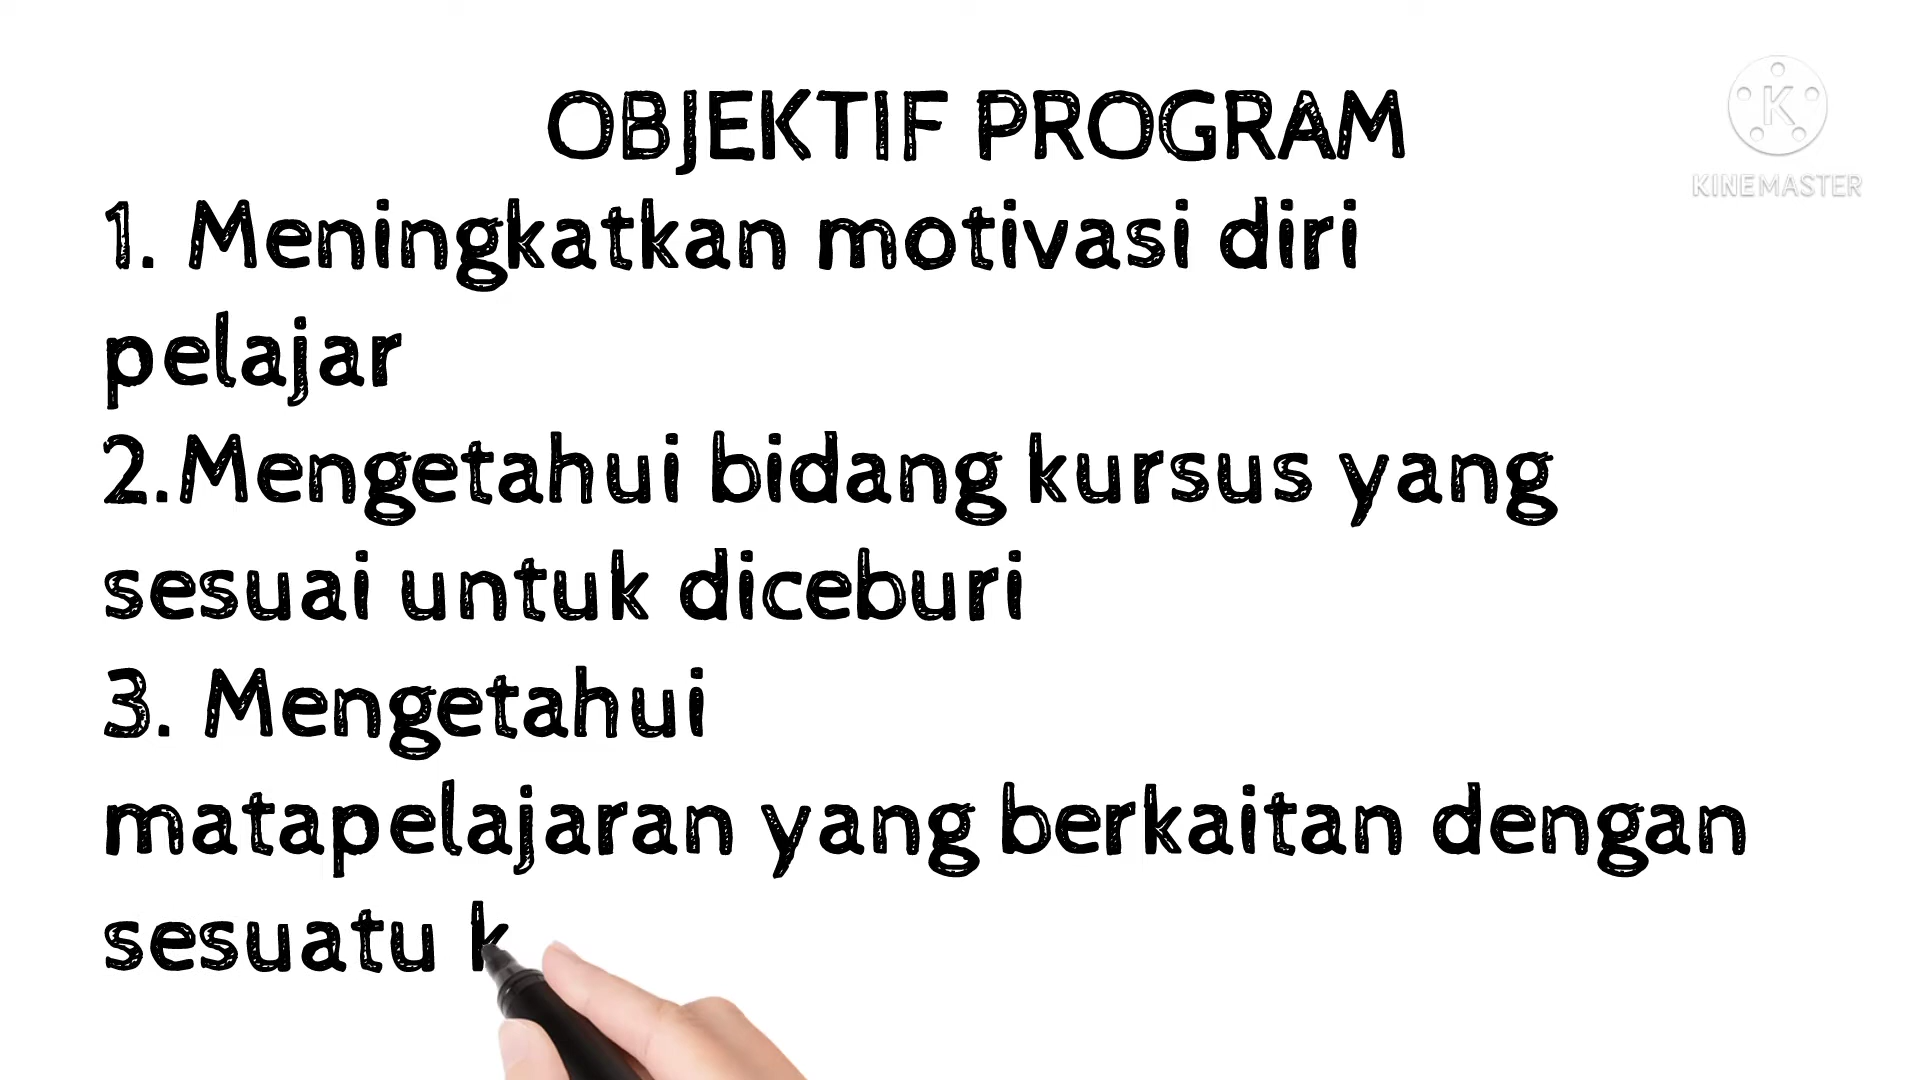 OBJEKTIF PROGRAM
1. Meningkatkan motivasi diri
pelajar
2.Mengetahui bidang kursus yang
sesuai untuk diceburi
3. Mengetahui
matapelajaran yang berkaitan dengan
sesuatu k
KINEMASTER